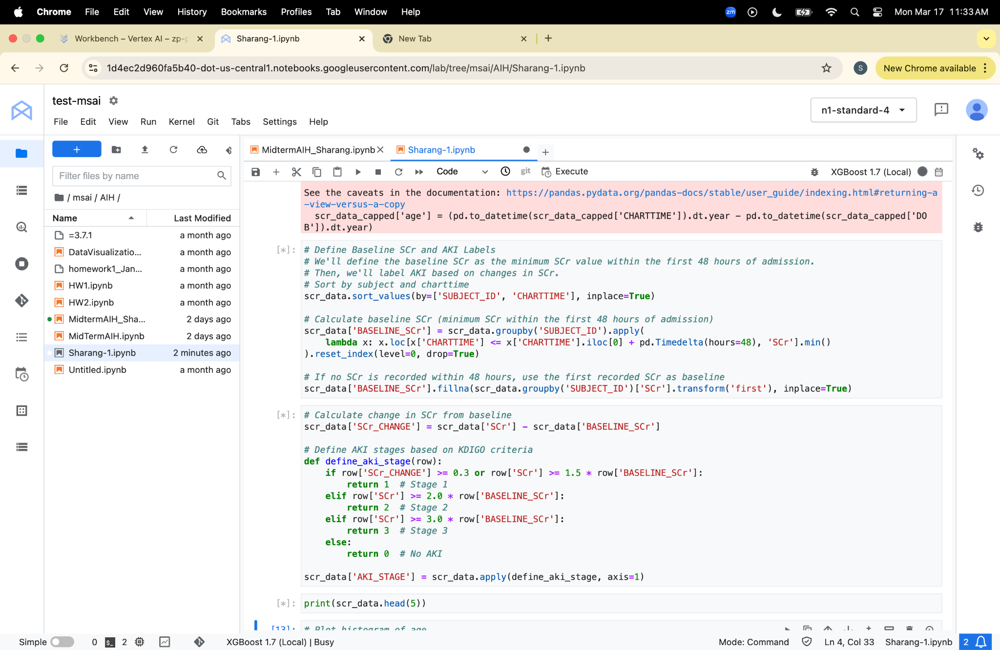 Chrome File Edit View History Bookmarks Profiles Tab Window Help zm Mon Mar 17 11:33 AM
Workbench – Vertex AI – zp-p Sharang-1.ipynb New Tab
1d4ec2d960fa5b40-dot-us-central1.notebooks.googleusercontent.com/lab/tree/msai/AIH/Sharang-1.ipynb S New Chrome available
test-msai
n1-standard-4
File Edit View Run Kernel Git Tabs Settings Help
MidtermAIH_Sharang.ipynb Sharang-1.ipynb
Filter files by name
Code git Execute XGBoost 1.7 (Local)
/ msai / AIH /
Name Last Modified
=3.7.1 a month ago
DataVisualizatio... a month ago
homework1_Jan... a month ago
HW1.ipynb a month ago
HW2.ipynb a month ago
MidtermAIH_Sha... 2 days ago
MidTermAIH.ipynb 2 days ago
Sharang-1.ipynb 2 minutes ago
Untitled.ipynb a month ago
See the caveats in the documentation: https://pandas.pydata.org/pandas-docs/stable/user_guide/indexing.html#returning-a
-view-versus-a-copy
scr_data_capped['age'] = (pd.to_datetime(scr_data_capped['CHARTTIME']).dt.year - pd.to_datetime(scr_data_capped['DO
B']).dt.year)
[*]: # Define Baseline SCr and AKI Labels
# We'll define the baseline SCr as the minimum SCr value within the first 48 hours of admission.
# Then, we'll label AKI based on changes in SCr.
# Sort by subject and charttime
scr_data.sort_values(by=['SUBJECT_ID', 'CHARTTIME'], inplace=True)
# Calculate baseline SCr (minimum SCr within the first 48 hours of admission)
scr_data['BASELINE_SCr'] = scr_data.groupby('SUBJECT_ID').apply(
lambda x: x.loc[x['CHARTTIME'] <= x['CHARTTIME'].iloc[0] + pd.Timedelta(hours=48), 'SCr'].min()
).reset_index(level=0, drop=True)
# If no SCr is recorded within 48 hours, use the first recorded SCr as baseline
scr_data['BASELINE_SCr'].fillna(scr_data.groupby('SUBJECT_ID')['SCr'].transform('first'), inplace=True)
[*]: # Calculate change in SCr from baseline
scr_data['SCr_CHANGE'] = scr_data['SCr'] - scr_data['BASELINE_SCr']
# Define AKI stages based on KDIGO criteria
def define_aki_stage(row):
if row['SCr_CHANGE'] >= 0.3 or row['SCr'] >= 1.5 * row['BASELINE_SCr']:
return 1 # Stage 1
elif row['SCr'] >= 2.0 * row['BASELINE_SCr']:
return 2 # Stage 2
elif row['SCr'] >= 3.0 * row['BASELINE_SCr']:
return 3 # Stage 3
else:
return 0 # No AKI
scr_data['AKI_STAGE'] = scr_data.apply(define_aki_stage, axis=1)
[*]: print(scr_data.head(5))
[13]: # Plot histogram of age
Simple 0 $_ 2 XGBoost 1.7 (Local) | Busy Mode: Command Ln 4, Col 33 Sharang-1.ipynb 2